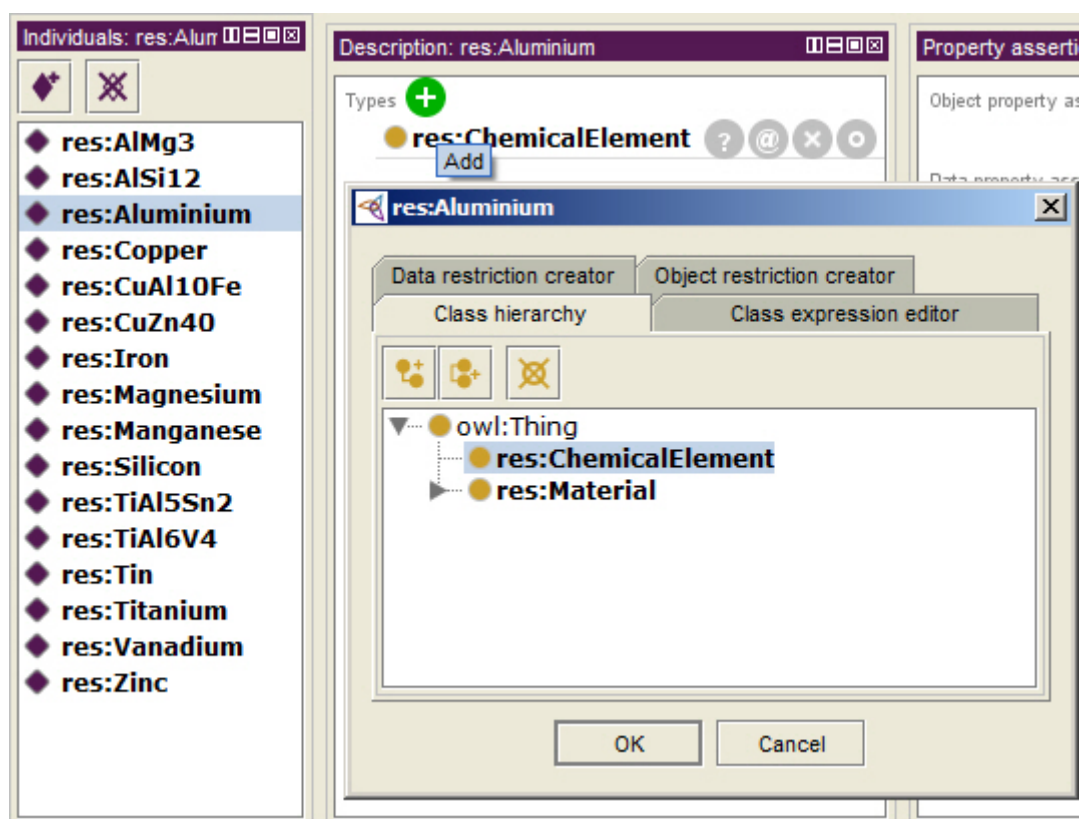 Individuals: res:Alum
res:AlMg3
res:AlSi12
res:Aluminium
res:Copper
res:CuAl10Fe
res:CuZn40
res:Iron
res:Magnesium
res:Manganese
res:Silicon
res:TiAl5Sn2
res:TiAl6V4
res:Tin
res:Titanium
res:Vanadium
res:Zinc
Description: res:Aluminium
Types
res:ChemicalElement
Add
Property asserti
Object property as
Data property ass
res:Aluminium
Data restriction creator
Object restriction creator
Class hierarchy
Class expression editor
owl:Thing
res:ChemicalElement
res:Material
OK
Cancel